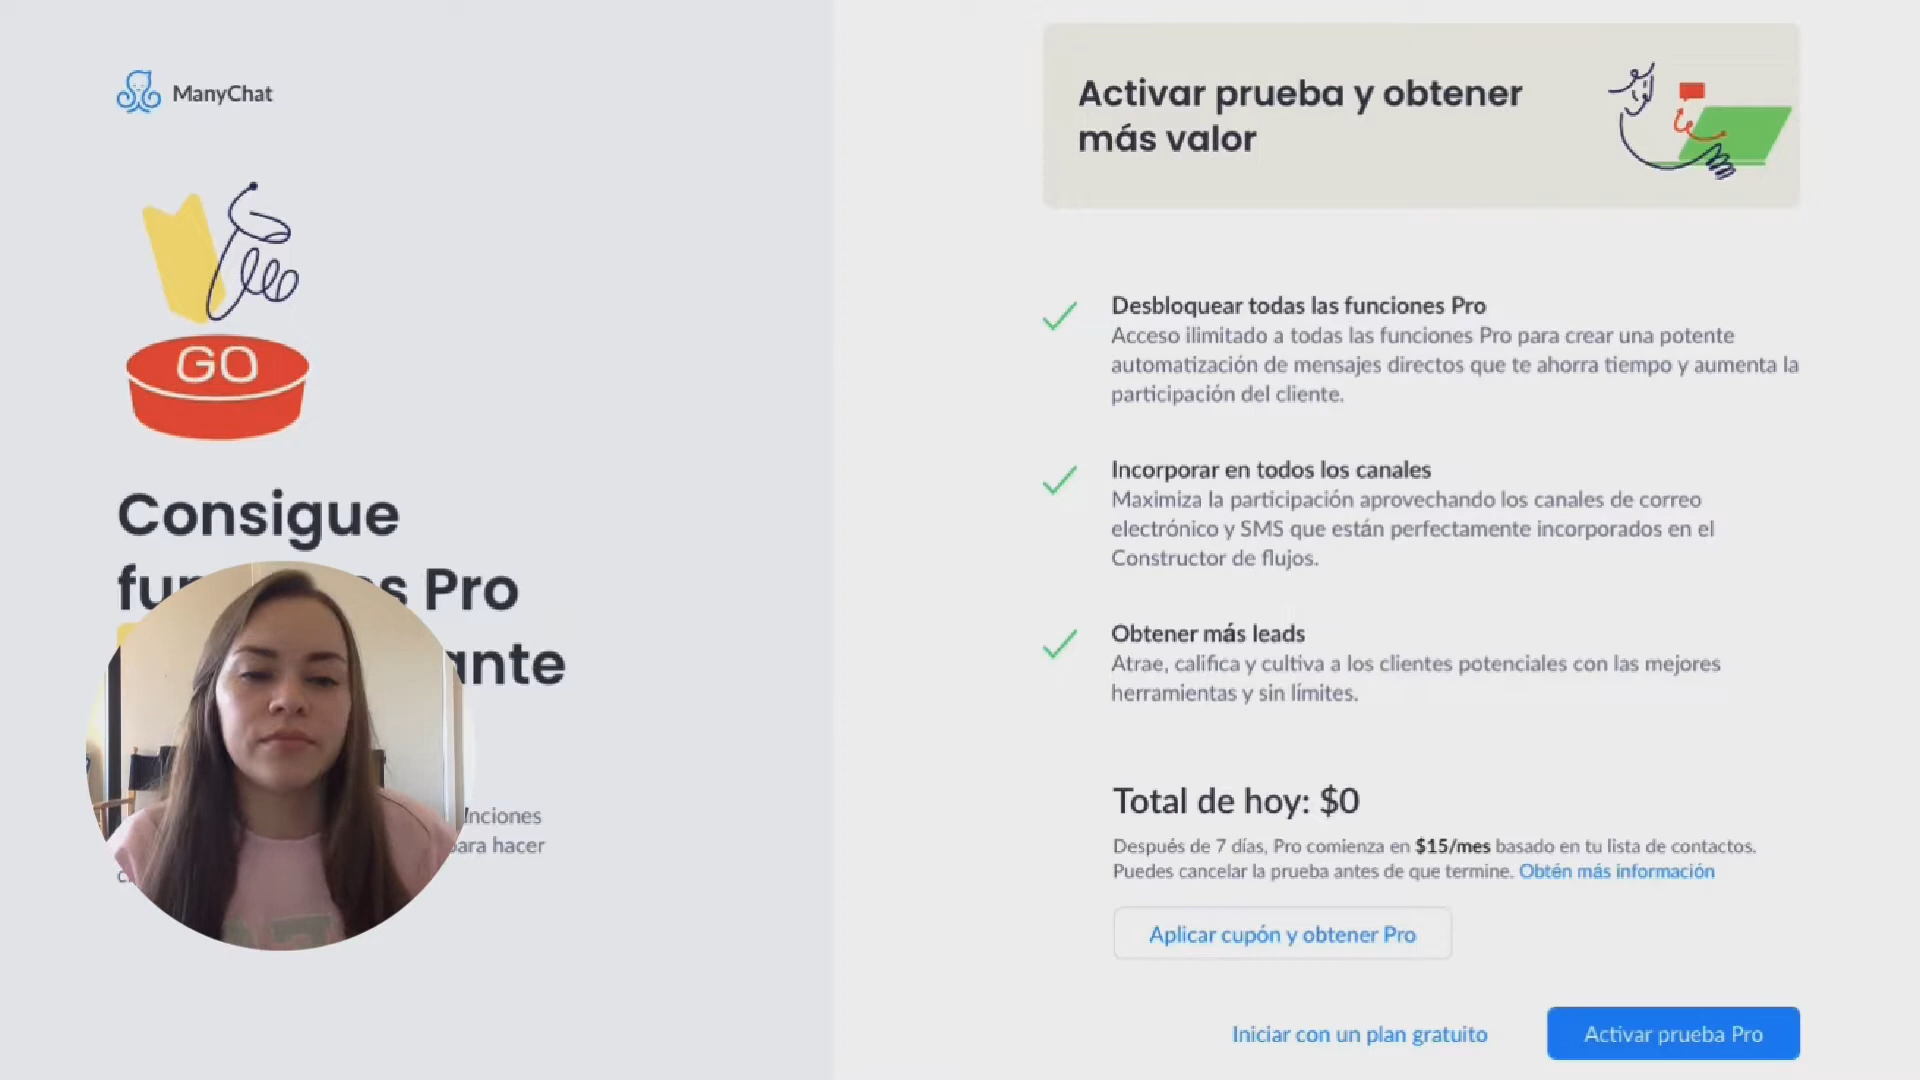 ManyChat
GO
Consigue
Pro
nciones
para hacer
Activar prueba y obtener
más valor
Desbloquear todas las funciones Pro
Acceso ilimitado a todas las funciones Pro para crear una potente
automatización de mensajes directos que te ahorra tiempo y aumenta la
participación del cliente.
Incorporar en todos los canales
Maximiza la participación aprovechando los canales de correo
electrónico y SMS que están perfectamente incorporados en el
Constructor de flujos.
Obtener más leads
Atrae, califica y cultiva a los clientes potenciales con las mejores
herramientas y sin límites.
Total de hoy: $0
Después de 7 días, Pro comienza en $15/mes basado en tu lista de contactos.
Puedes cancelar la prueba antes de que termine. Obtén más información
Aplicar cupón y obtener Pro
Iniciar con un plan gratuito
Activar prueba Pro